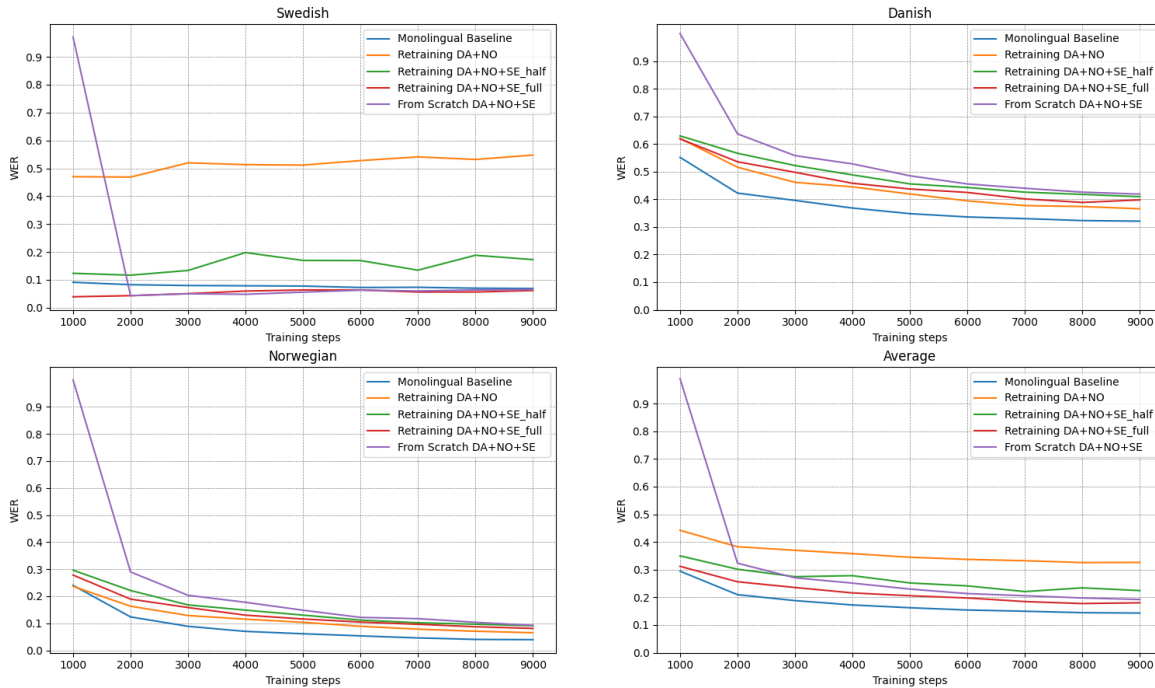 Swedish
WER
0.9
0.8
0.7
0.6
0.5
0.4
0.3
0.2
0.1
0.0
Monolingual Baseline
Retraining DA+NO
Retraining DA+NO+SE_half
Retraining DA+NO+SE_full
From Scratch DA+NO+SE
1000 2000 3000 4000 5000 6000 7000 8000 9000
Training steps
Danish
WER
0.9
0.8
0.7
0.6
0.5
0.4
0.3
0.2
0.1
0.0
Monolingual Baseline
Retraining DA+NO
Retraining DA+NO+SE_half
Retraining DA+NO+SE_full
From Scratch DA+NO+SE
1000 2000 3000 4000 5000 6000 7000 8000 9000
Training steps
Norwegian
WER
0.9
0.8
0.7
0.6
0.5
0.4
0.3
0.2
0.1
0.0
Monolingual Baseline
Retraining DA+NO
Retraining DA+NO+SE_half
Retraining DA+NO+SE_full
From Scratch DA+NO+SE
1000 2000 3000 4000 5000 6000 7000 8000 9000
Training steps
Average
WER
0.9
0.8
0.7
0.6
0.5
0.4
0.3
0.2
0.1
0.0
Monolingual Baseline
Retraining DA+NO
Retraining DA+NO+SE_half
Retraining DA+NO+SE_full
From Scratch DA+NO+SE
1000 2000 3000 4000 5000 6000 7000 8000 9000
Training steps